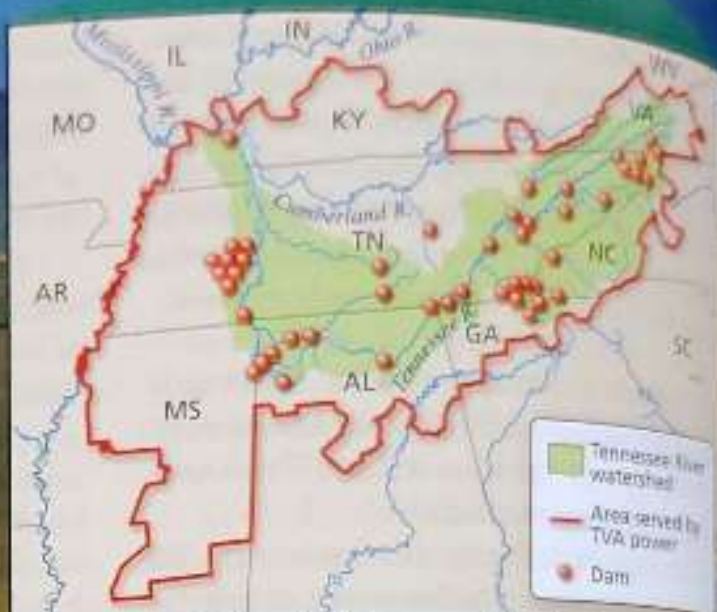 IN
IL
Ohio R.
Mississippi R.
WV
MO
KY
VA
Cumberland R.
TN
NC
AR
Tennessee R.
GA
SC
AL
MS
Tennessee River
watershed
Area served by
TVA power
Dam